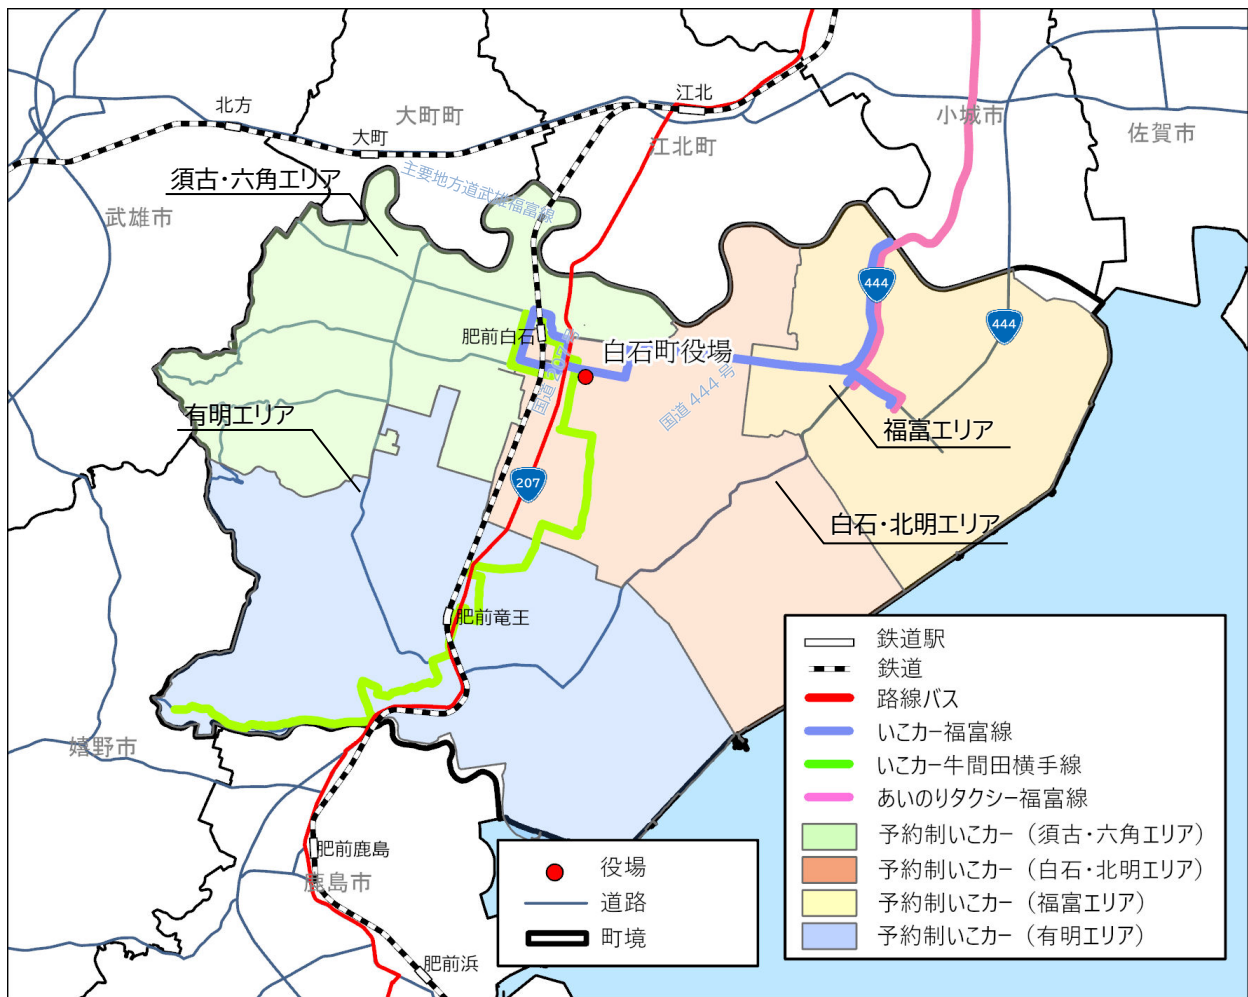 北方
大町町
江北
小城市
大町
江北町
佐賀市
須古・六角エリア
主要地方道武雄福富線
武雄市
444
444
肥前白石
白石町役場
国道 444 号
有明エリア
福富エリア
207
白石・北明エリア
肥前竜王
嬉野市
肥前鹿島
鹿島市
肥前浜
鉄道駅
鉄道
路線バス
いこカー福富線
いこカー牛間田横手線
あいのりタクシー福富線
予約制いこカー（須古・六角エリア）
予約制いこカー（白石・北明エリア）
予約制いこカー（福富エリア）
予約制いこカー（有明エリア）
役場
道路
町境